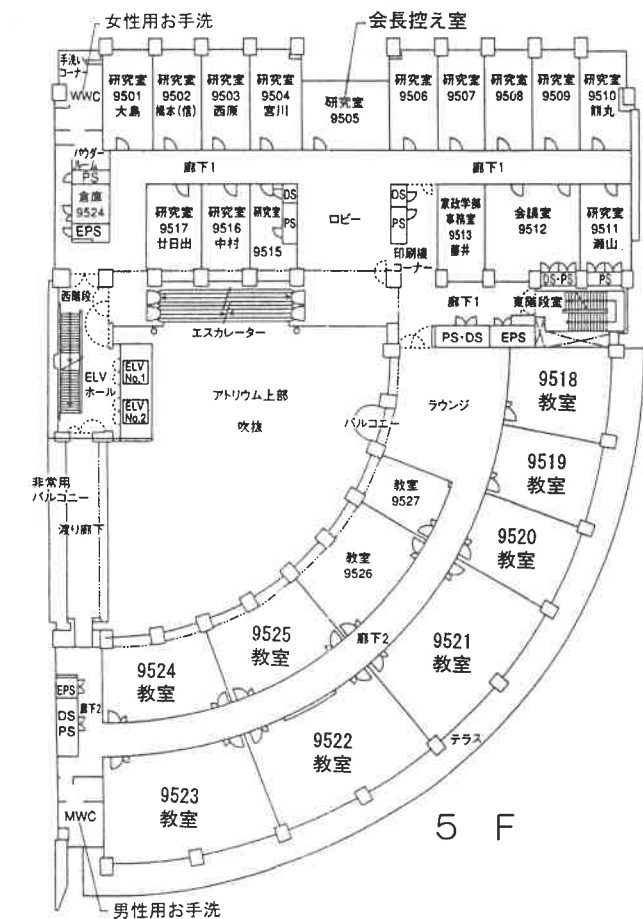 女性用お手洗
会長控え室
手洗い
コーナー
WWC
研究室
9501
大島
研究室
9502
橋本(信)
研究室
9503
西原
研究室
9504
宮川
研究室
9505
研究室
9506
研究室
9507
研究室
9508
研究室
9509
研究室
9510
熊丸
パウダー
ルーム
PS
倉庫
9524
EPS
廊下1
廊下1
研究室
9517
廿日出
研究室
9516
中村
研究室
9515
DS
PS
ロビー
DS
PS
印刷機
コーナー
家政学部
事務室
9513
藤井
会議室
9512
研究室
9511
瀬山
DS・PS
PS
西階段
エスカレーター
廊下1
東階段室
PS・DS
EPS
ELV
ホール
ELV
No.1
ELV
No.2
アトリウム上部
吹抜
バルコニー
ラウンジ
9518
教室
9519
教室
9520
教室
教室
9527
教室
9526
非常用
バルコニー
渡り廊下
9525
教室
廊下2
9521
教室
9524
教室
EPS
廊下2
DS
PS
9522
教室
テラス
9523
教室
MWC
5 F
男性用お手洗